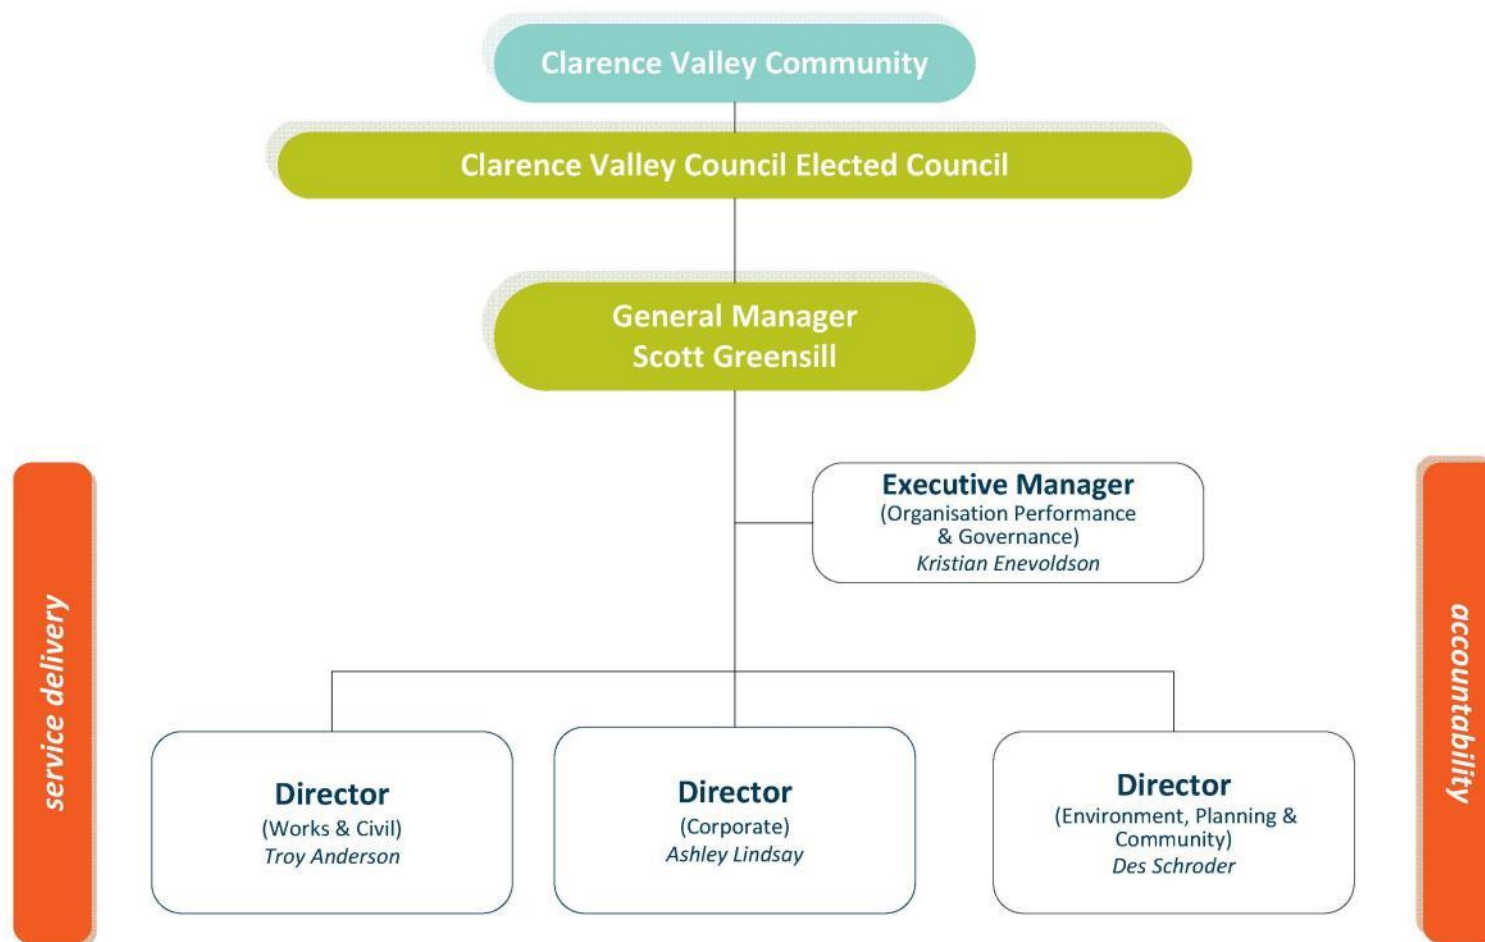 Clarence Valley Community
Clarence Valley Council Elected Council
General Manager
Scott Greensill
Executive Manager
(Organisation Performance
& Governance)
Kristian Enevoldson
service delivery
accountability
Director
(Works & Civil)
Troy Anderson
Director
(Corporate)
Ashley Lindsay
Director
(Environment, Planning &
Community)
Des Schroder